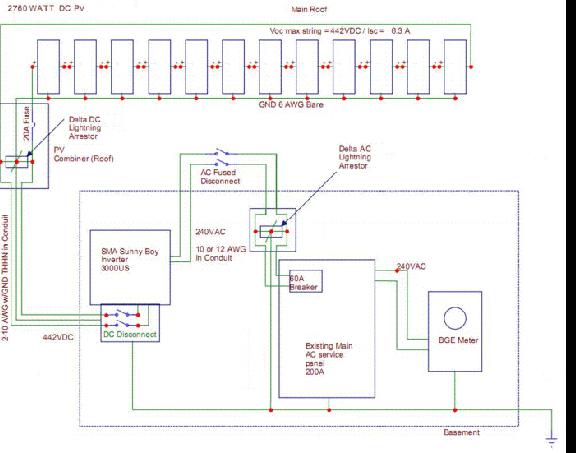 2760 WATT DC PV
Main Roof
Voc max string = 442VDC / Isc = 6.3 A
GND 6 AWG Bare
20A Fuse
Delta DC
Lightning
Arrestor
PV
Combiner (Roof)
Delta AC
Lightning
Arrestor
AC Fused
Disconnect
2-10 AWG w/GND THHN in Conduit
SMA Sunny Boy
Inverter
3000US
240VAC
10 or 12 AWG
In Conduit
60A
Breaker
240VAC
DC Disconnect
442VDC
Existing Main
AC service
panel
200A
BGE Meter
Basement